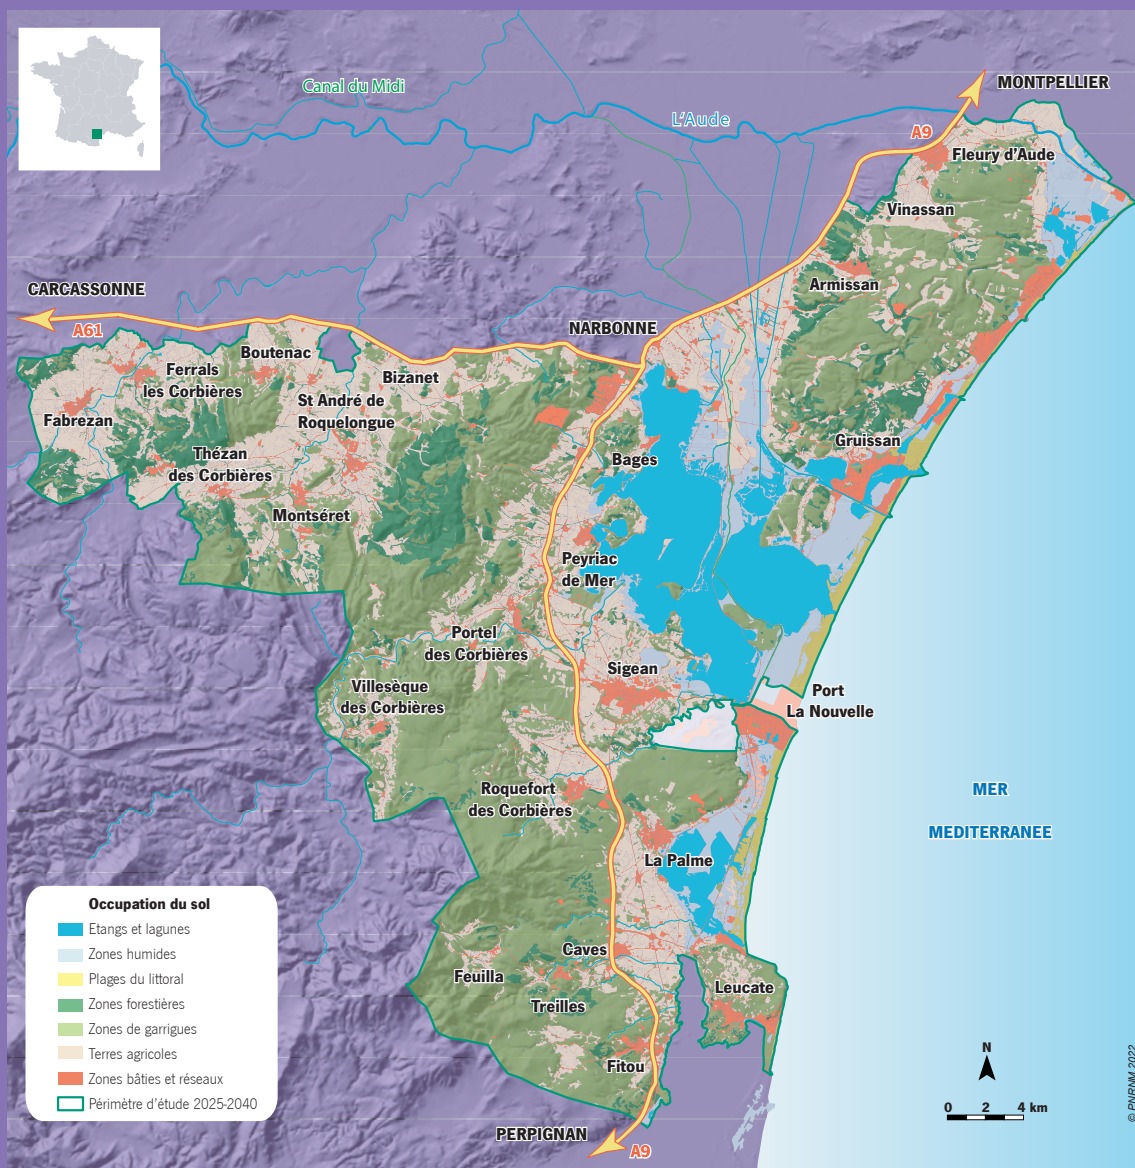 Canal du Midi
L'Aude
MONTPELLIER
A9
Fleury d'Aude
Vinassan
Armissan
CARCASSONNE
A61
NARBONNE
Boutenac
Ferrals
les Corbières
Bizanet
St André de
Roquelongue
Fabrezan
Gruissan
Thézan
des Corbières
Bages
Montséret
Peyriac
de Mer
Portel
des Corbières
Sigean
Villesèque
des Corbières
Port
La Nouvelle
Roquefort
des Corbières
MER
MEDITERRANEE
La Palme
Caves
Feuilla
Leucate
Treilles
Fitou
PERPIGNAN
A9
Occupation du sol
Etangs et lagunes
Zones humides
Plages du littoral
Zones forestières
Zones de garrigues
Terres agricoles
Zones bâties et réseaux
Périmètre d'étude 2025-2040
N
0 2 4 km
© PNRNM 2022